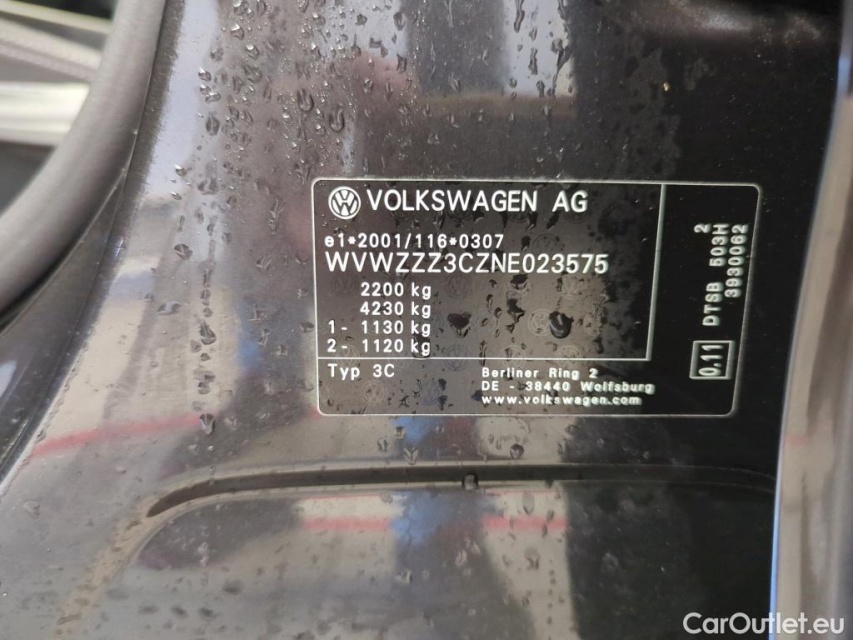 VOLKSWAGEN AG
e1*2001/116*0307
WVWZZZ3CZNE023575
2200 kg
4230 kg
1- 1130 kg
2- 1120 kg
Typ 3C
Berliner Ring 2
DE - 38440 Wolfsburg
www.volkswagen.com
2
DTSB 503H
3930062
0.11
CarOutlet.eu